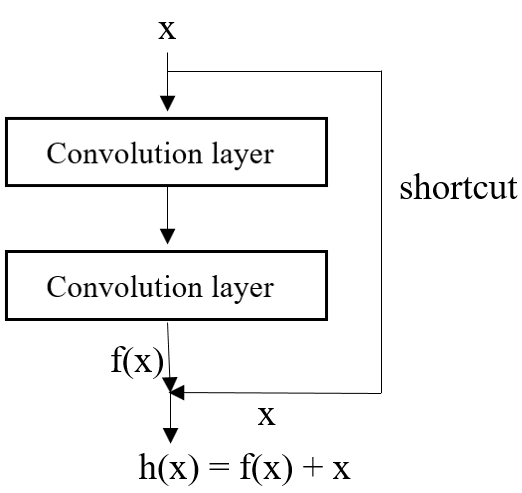 x
Convolution layer
shortcut
Convolution layer
f(x)
x
h(x) = f(x) + x